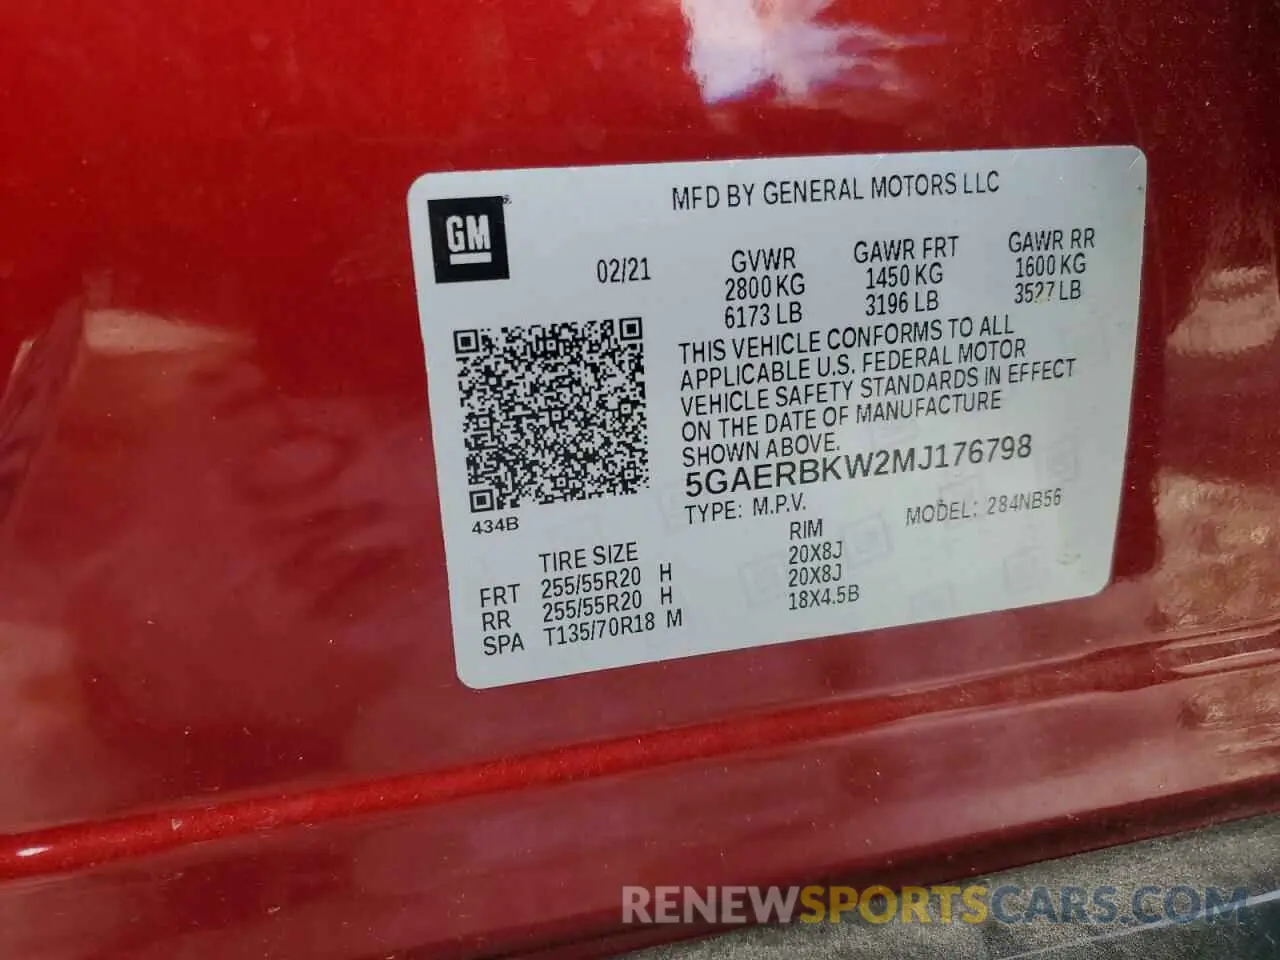 MFD BY GENERAL MOTORS LLC
GM
02/21
GVWR
2800 KG
6173 LB
GAWR FRT
1450 KG
3196 LB
GAWR RR
1600 KG
3527 LB
THIS VEHICLE CONFORMS TO ALL
APPLICABLE U.S. FEDERAL MOTOR
VEHICLE SAFETY STANDARDS IN EFFECT
ON THE DATE OF MANUFACTURE
SHOWN ABOVE.
5GAERBKW2MJ176798
TYPE: M.P.V.
MODEL: 284NB56
434B
TIRE SIZE
RIM
FRT 255/55R20 H 20X8J
RR 255/55R20 H 20X8J
SPA T135/70R18 M 18X4.5B
RENEWSPORTSCARS.COM